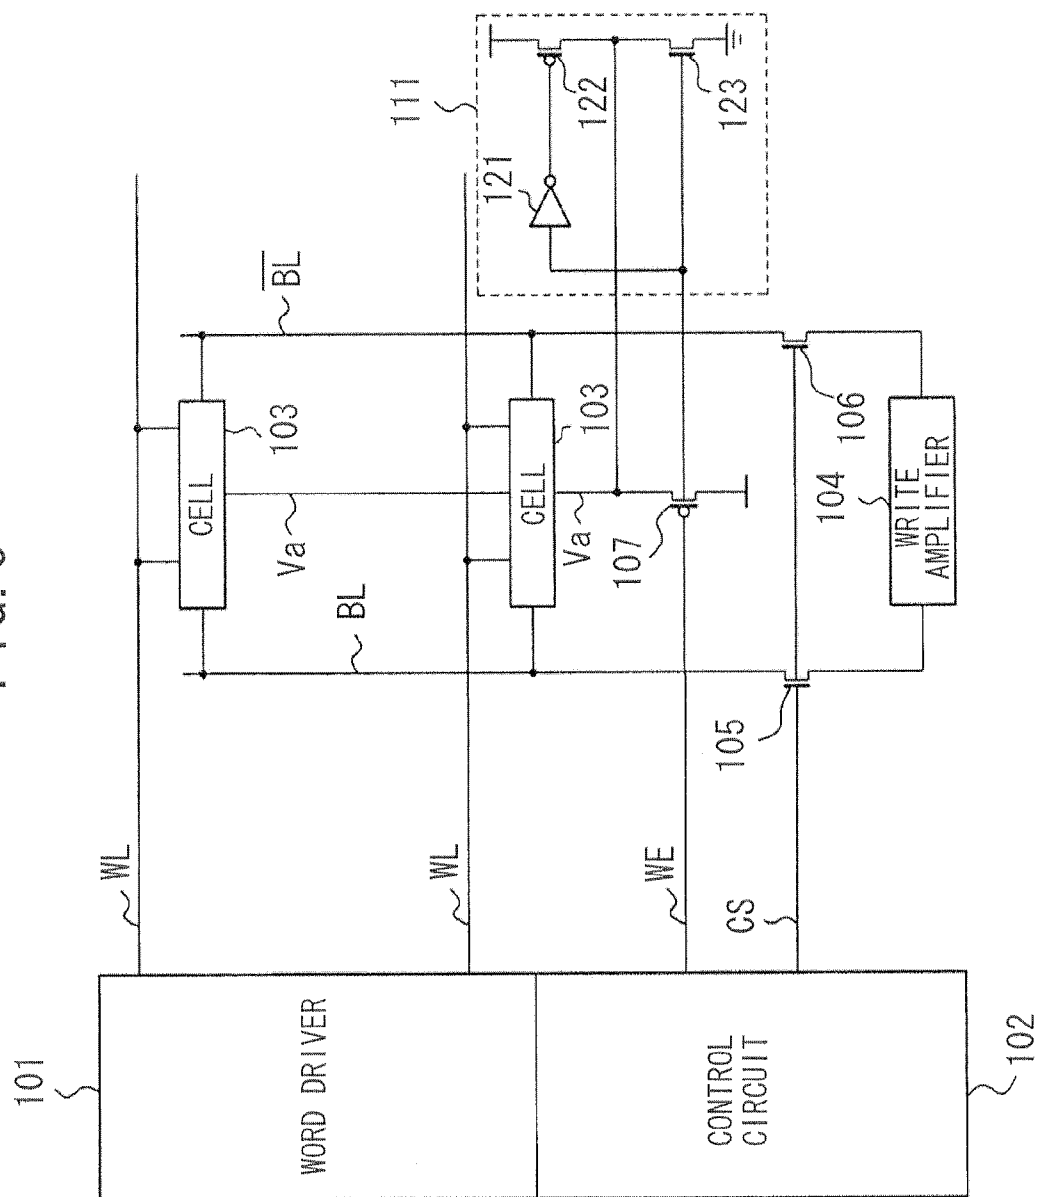 101
WORD DRIVER
CONTROL
CIRCUIT
102
WL
WL
WE
CS
BL
B̅L̅
CELL
103
Va
CELL
103
Va
107
105
106
104
WRITE
AMPLIFIER
111
121
122
123